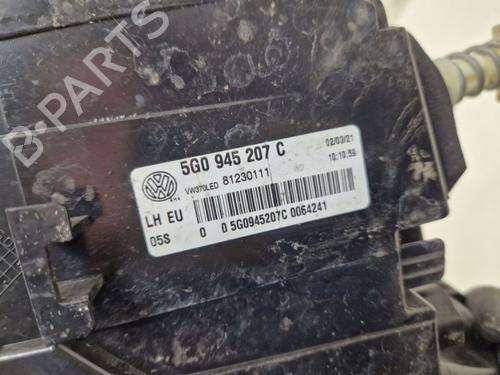 B-PARTS
5G0 945 207 C
02/03/21
10:10:59
VW370LED 81230111
LH EU
05S
0 0 5G0945207C 0064241